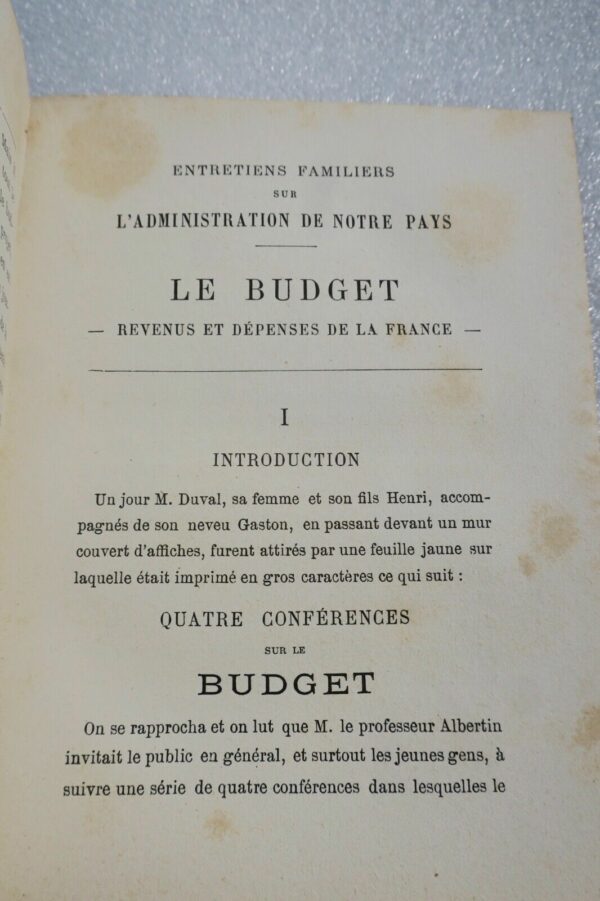 ENTRETIENS FAMILIERS
SUR
L'ADMINISTRATION DE NOTRE PAYS
LE BUDGET
— REVENUS ET DÉPENSES DE LA FRANCE —
I
INTRODUCTION
Un jour M. Duval, sa femme et son fils Henri, accom-
pagnés de son neveu Gaston, en passant devant un mur
couvert d'affiches, furent attirés par une feuille jaune sur
laquelle était imprimé en gros caractères ce qui suit :
QUATRE CONFÉRENCES
SUR LE
BUDGET
On se rapprocha et on lut que M. le professeur Albertin
invitait le public en général, et surtout les jeunes gens, à
suivre une série de quatre conférences dans lesquelles le